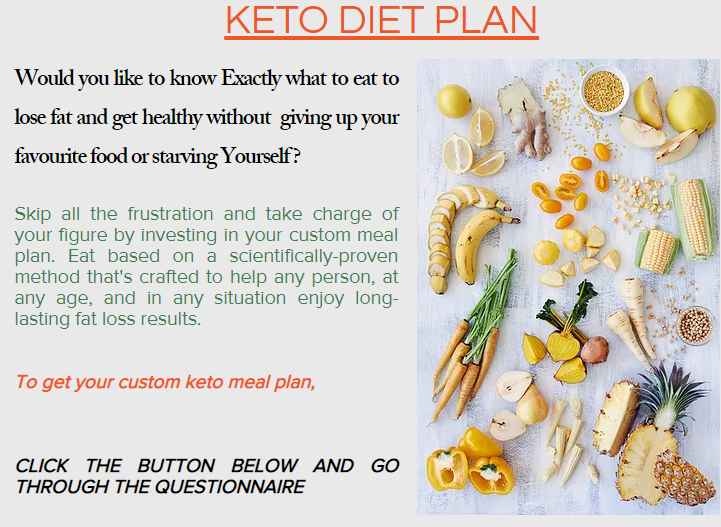 KETO DIET PLAN
Would you like to know Exactly what to eat to
lose fat and get healthy without giving up your
favourite food or starving Yourself?
Skip all the frustration and take charge of
your figure by investing in your custom meal
plan. Eat based on a scientifically-proven
method that's crafted to help any person, at
any age, and in any situation enjoy long-
lasting fat loss results.
To get your custom keto meal plan,
CLICK THE BUTTON BELOW AND GO
THROUGH THE QUESTIONNAIRE